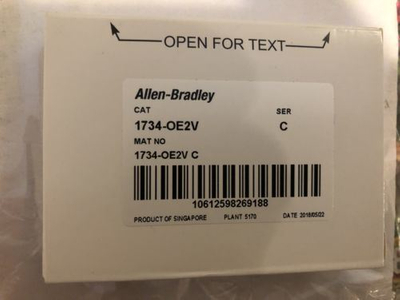 OPEN FOR TEXT
Allen-Bradley
CAT SER
1734-OE2V C
MAT NO
1734-OE2V C
10612598269188
PRODUCT OF SINGAPORE PLANT 5170 DATE 2018/05/22